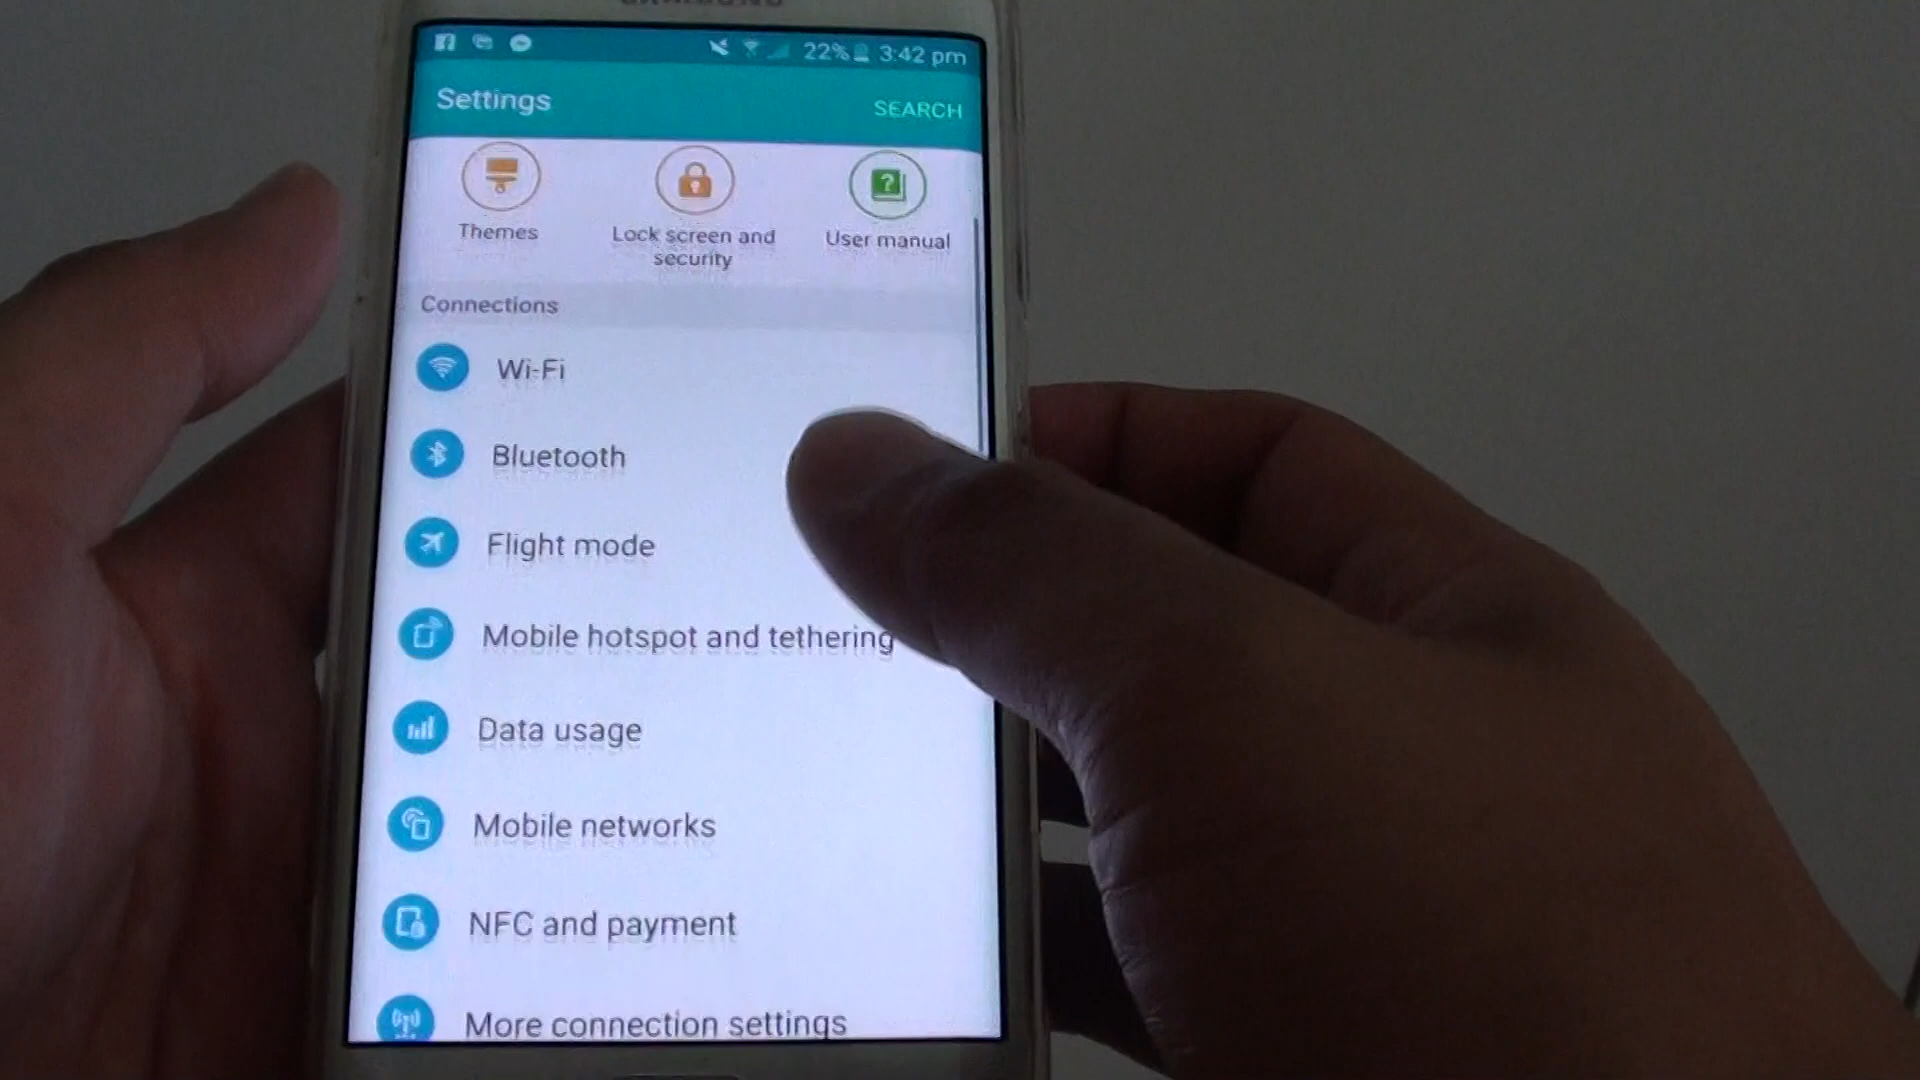 SAMSUNG
22% 3:42 pm
Settings
SEARCH
Themes
Lock screen and
security
User manual
Connections
Wi-Fi
Bluetooth
Flight mode
Mobile hotspot and tethering
Data usage
Mobile networks
NFC and payment
More connection settings